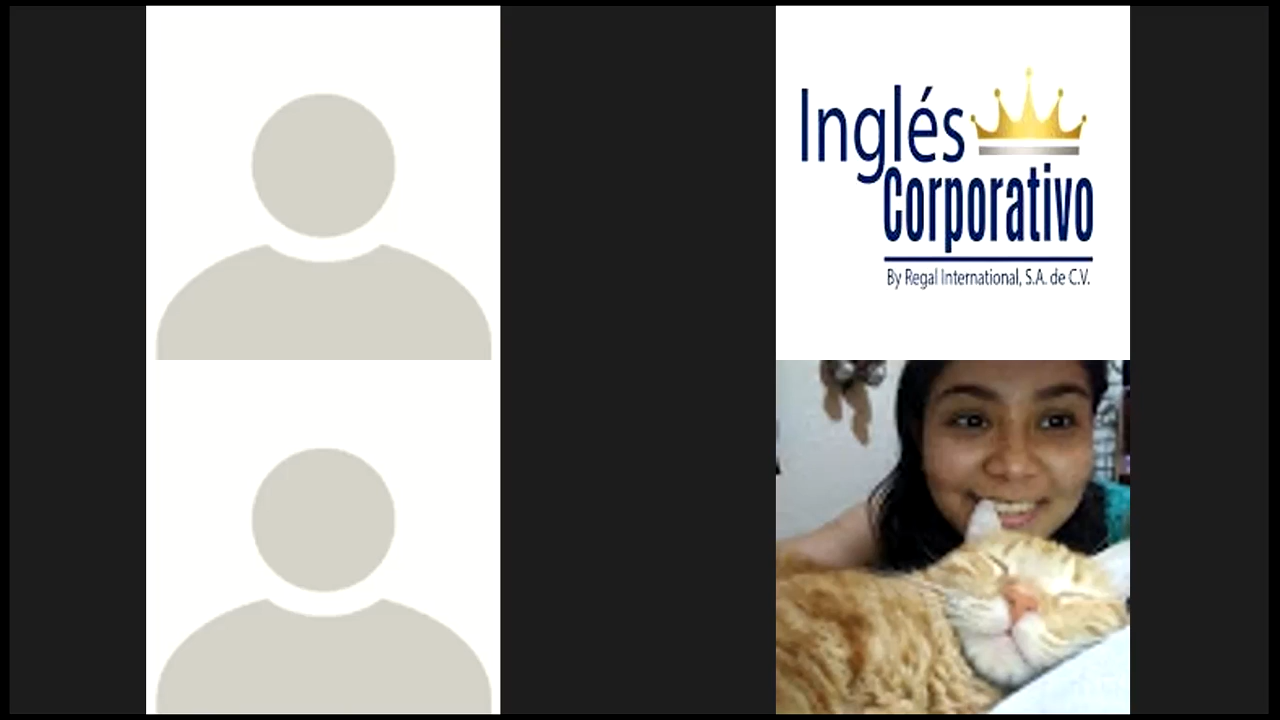 Inglés
Corporativo
By Regal International, S.A. de C.V.